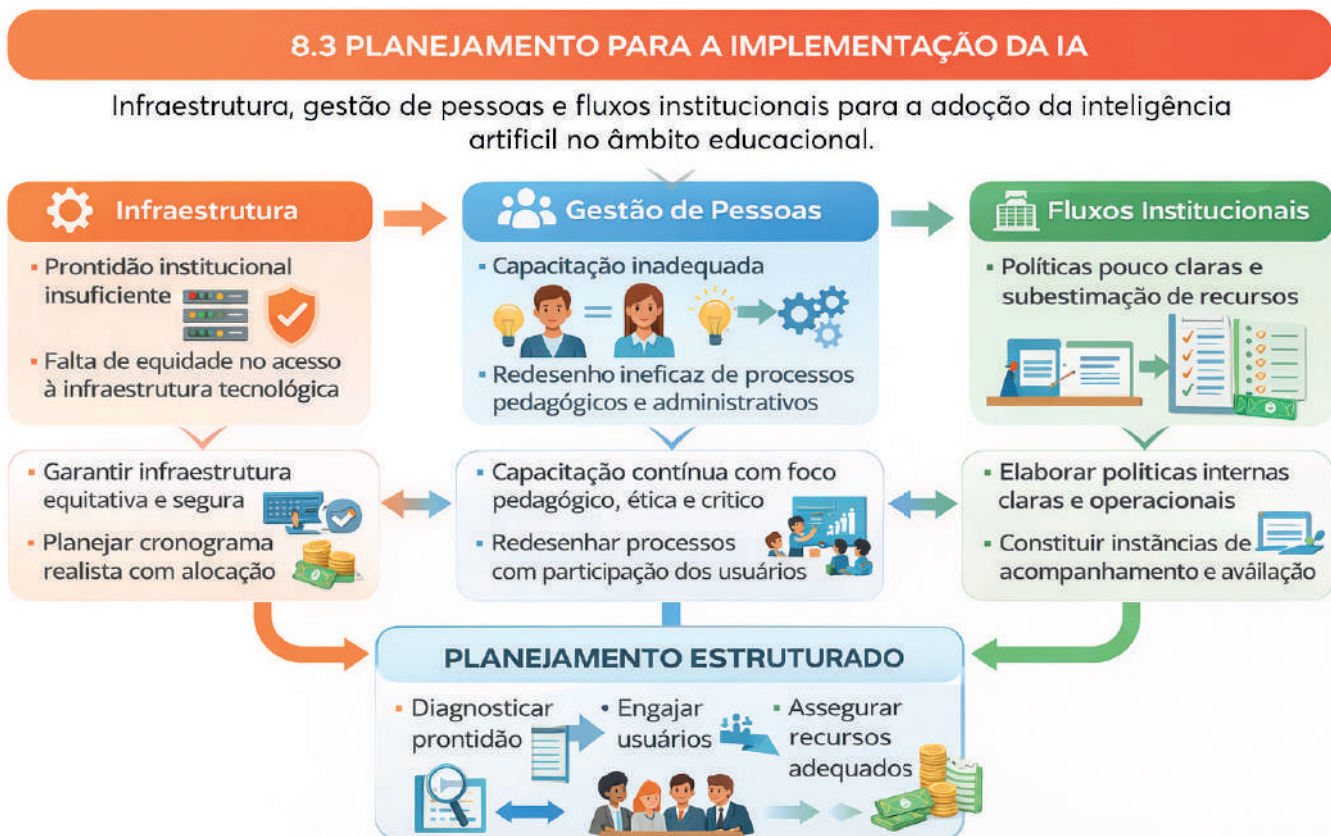 8.3 PLANEJAMENTO PARA A IMPLEMENTAÇÃO DA IA
Infraestrutura, gestão de pessoas e fluxos institucionais para a adoção da inteligência
artificil no âmbito educacional.
Infraestrutura
▪ Prontidão institucional
insuficiente
▪ Falta de equidade no acesso
à infraestrutura tecnológica
Gestão de Pessoas
▪ Capacitação inadequada
▪ Redesenho ineficaz de processos
pedagógicos e administrativos
Fluxos Institucionais
▪ Políticas pouco claras e
subestimação de recursos
▪ Garantir infraestrutura
equitativa e segura
▪ Planejar cronograma
realista com alocação
▪ Capacitação contínua com foco
pedagógico, ética e critico
▪ Redesenhar processos
com participação dos usuários
▪ Elaborar politicas internas
claras e operacionais
▪ Constituir instâncias de
acompanhamento e avâilação
PLANEJAMENTO ESTRUTURADO
▪ Diagnosticar
prontidão
• Engajar
usuários
▪ Assegurar
recursos
adequados